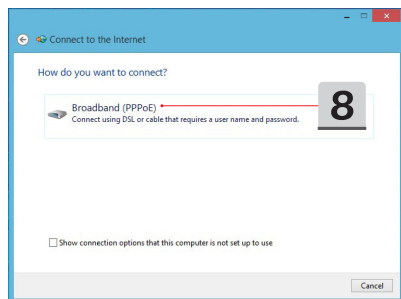 Connect to the Internet
How do you want to connect?
Broadband (PPPoE)
Connect using DSL or cable that requires a user name and password.
8
Show connection options that this computer is not set up to use
Cancel